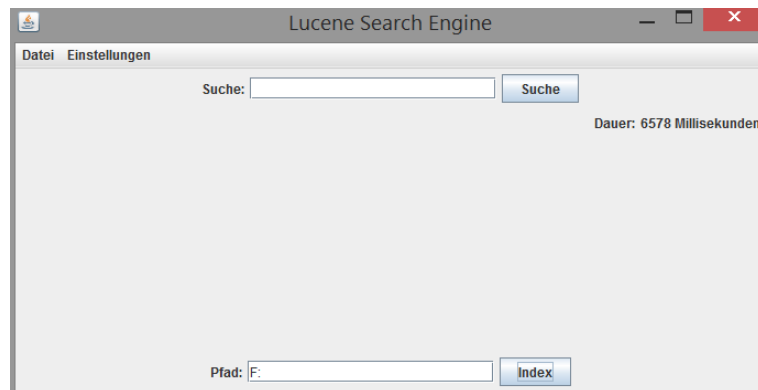 Lucene Search Engine
Datei Einstellungen
Suche: Suche
Dauer: 6578 Millisekunden
Pfad: F: Index